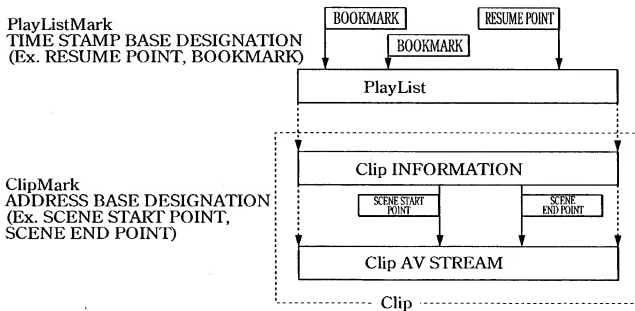 PlayListMark
TIME STAMP BASE DESIGNATION
(Ex. RESUME POINT, BOOKMARK)
BOOKMARK
RESUME POINT
BOOKMARK
PlayList
Clip INFORMATION
ClipMark
ADDRESS BASE DESIGNATION
(Ex. SCENE START POINT,
SCENE END POINT)
SCENE START
POINT
SCENE
END POINT
Clip AV STREAM
Clip